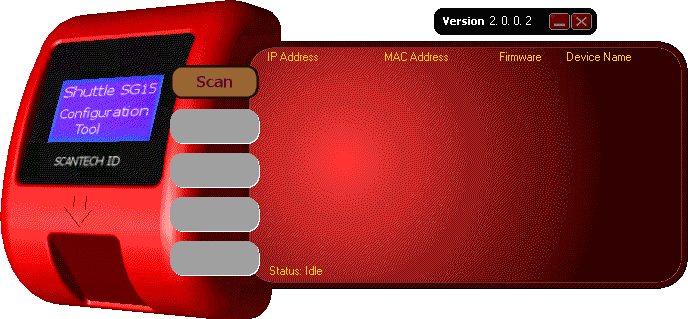 Version 2. 0. 0. 2
IP Address MAC Address Firmware Device Name
Scan
Shuttle SG15
Configuration
Tool
SCANTECH ID
Status: Idle